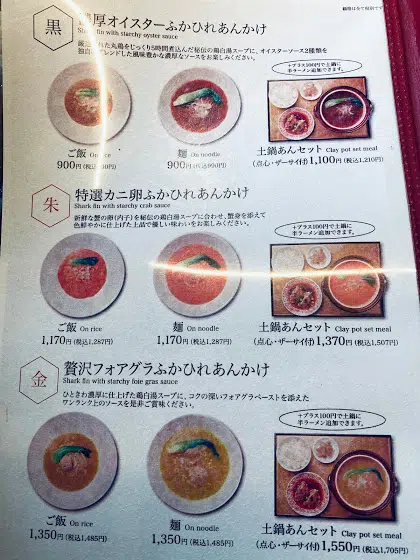 価格は全て税別です
黒
濃厚オイスターふかひれあんかけ
Shark fin with starchy oyster sauce
厳選された丸鶏をじっくり8時間煮込んだ秘伝の鶏白湯スープに、オイスターソース2種類を
独自にブレンドした風味豊かな濃厚なソースをお楽しみください。
+プラス100円で土鍋に
半ラーメン追加できます。
ご飯 On rice
900円(税込990円)
麺 On noodle
900円(税込990円)
土鍋あんセット Clay pot set meal
(点心・ザーサイ付) 1,100円(税込1,210円)
朱
特選カニ卵ふかひれあんかけ
Shark fin with starchy crab sauce
新鮮な蟹の卵(内子)を秘伝の鶏白湯スープに合わせ、蟹身を添えて
色鮮やかに仕上げた上品で優しい味わいをお楽しみください。
+プラス100円で土鍋に
半ラーメン追加できます。
ご飯 On rice
1,170円(税込1,287円)
麺 On noodle
1,170円(税込1,287円)
土鍋あんセット Clay pot set meal
(点心・ザーサイ付) 1,370円(税込1,507円)
金
贅沢フォアグラふかひれあんかけ
Shark fin with starchy foie gras sauce
ひときわ濃厚に仕上げた鶏白湯スープに、コクの深いフォアグラペーストを添えた
ワンランク上のソースを是非ご賞味ください。
+プラス100円で土鍋に
半ラーメン追加できます。
ご飯 On rice
1,350円(税込1,485円)
麺 On noodle
1,350円(税込1,485円)
土鍋あんセット Clay pot set meal
(点心・ザーサイ付) 1,550円(税込1,705円)